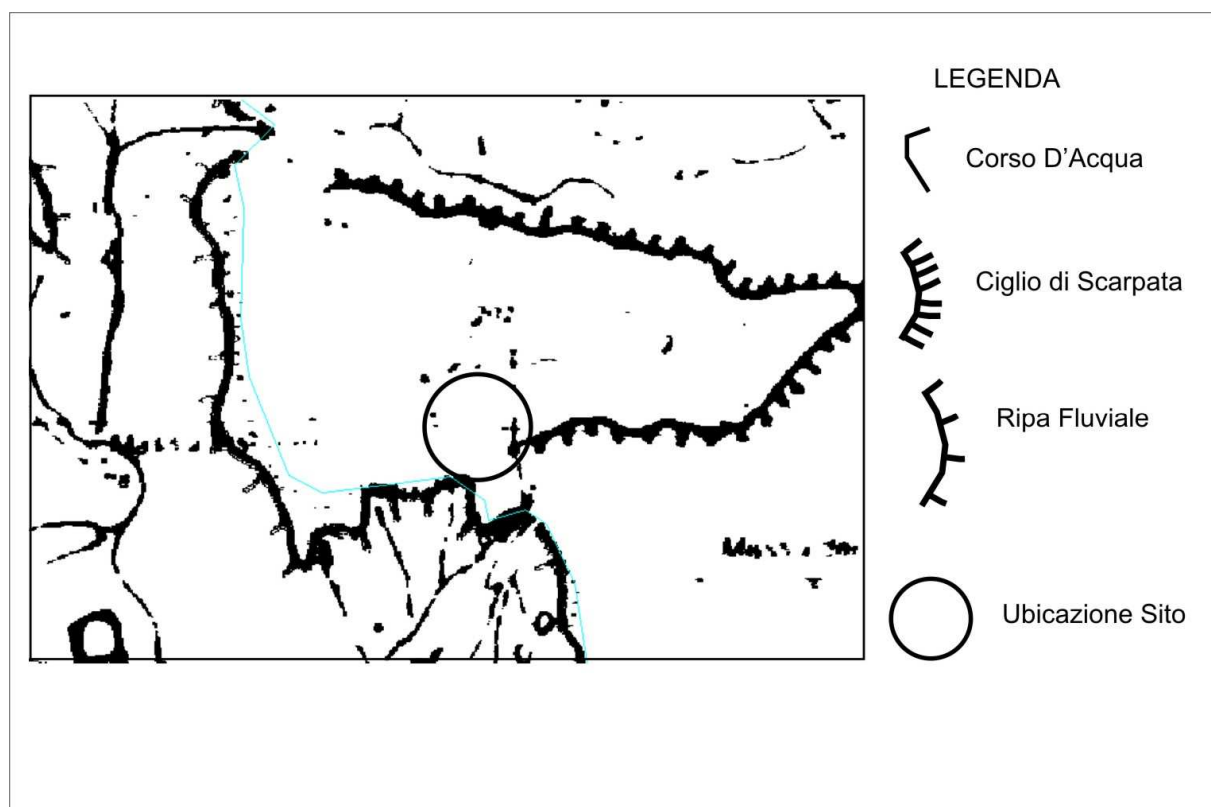 LEGENDA
Corso D'Acqua
Ciglio di Scarpata
Ripa Fluviale
Ubicazione Sito